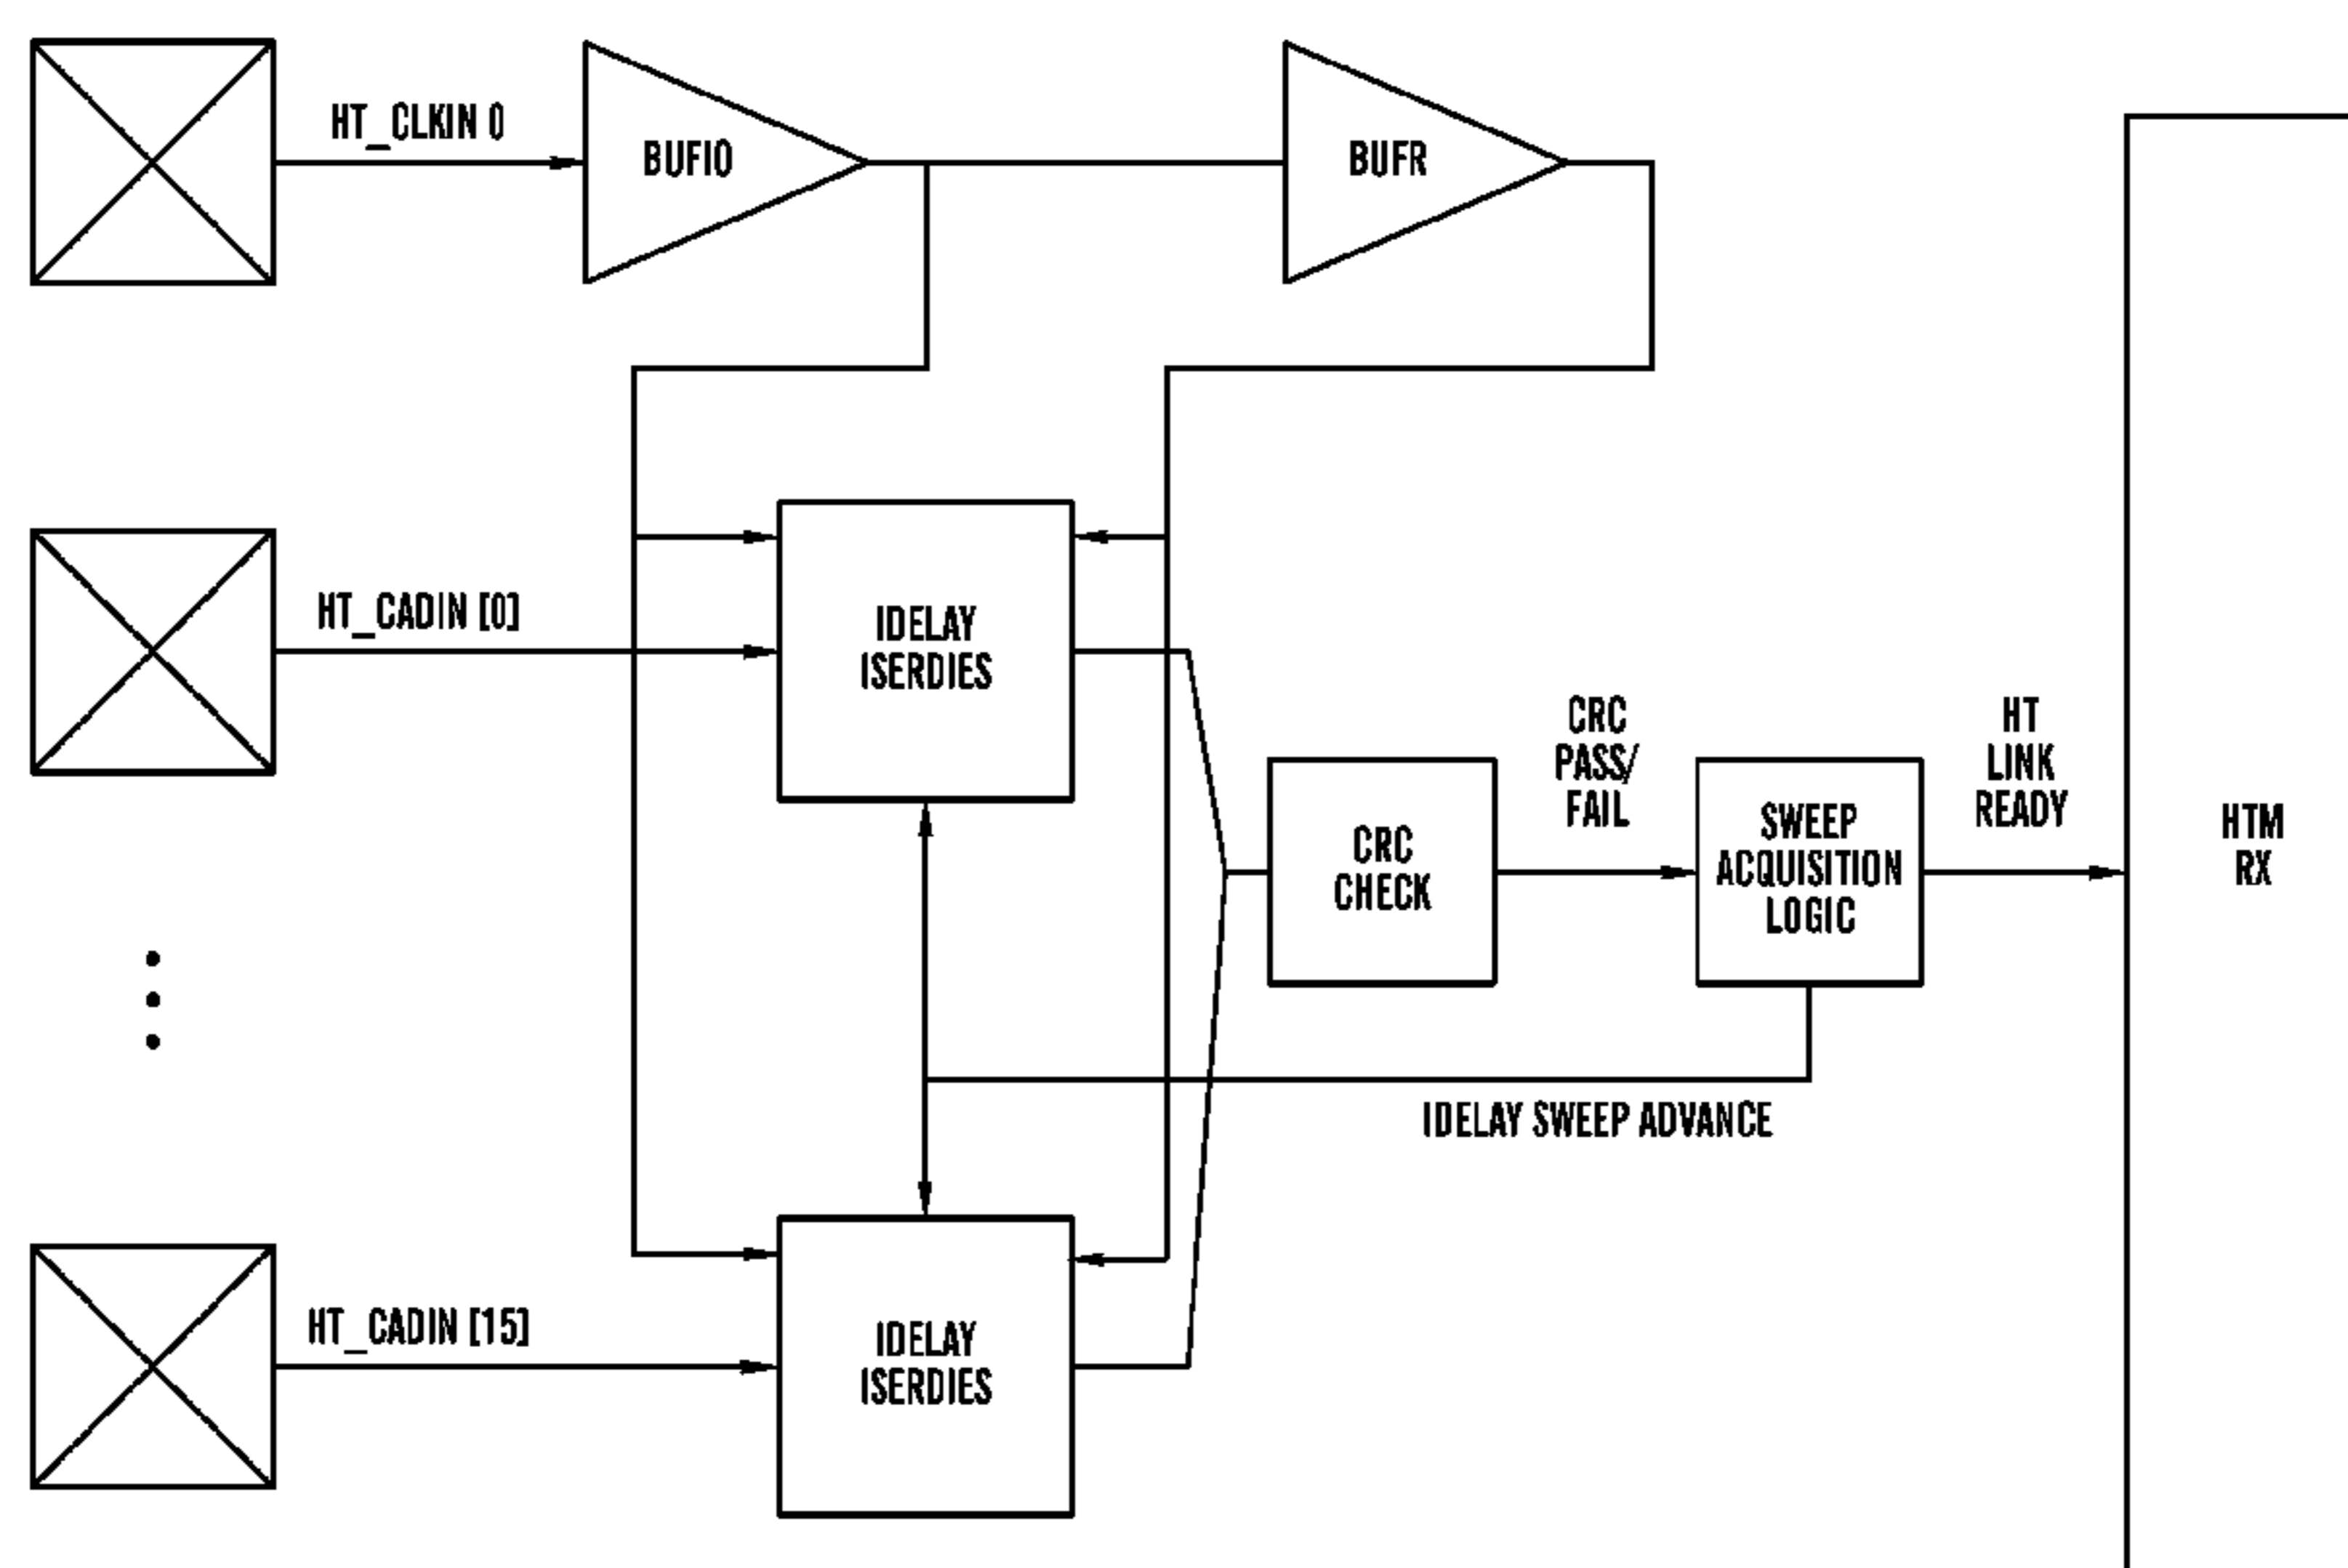 HT_CLKIN 0
BUFIO
BUFR
HT_CADIN [0]
IDELAY
ISERDIES
CRC
PASS/
FAIL
HT
LINK
READY
CRC
CHECK
SWEEP
ACQUISITION
LOGIC
HTM
RX
IDELAY SWEEP ADVANCE
HT_CADIN [15]
IDELAY
ISERDIES